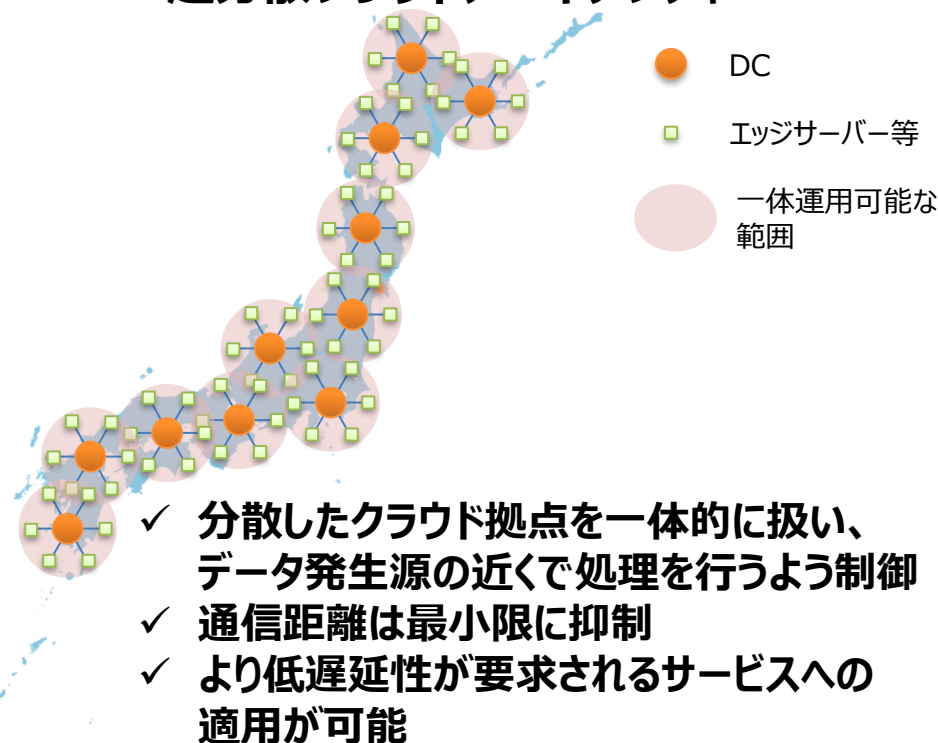 DC
エッジサーバー等
一体運用可能な
範囲
✓ 分散したクラウド拠点を一体的に扱い、
データ発生源の近くで処理を行うよう制御
✓ 通信距離は最小限に抑制
✓ より低遅延性が要求されるサービスへの
適用が可能